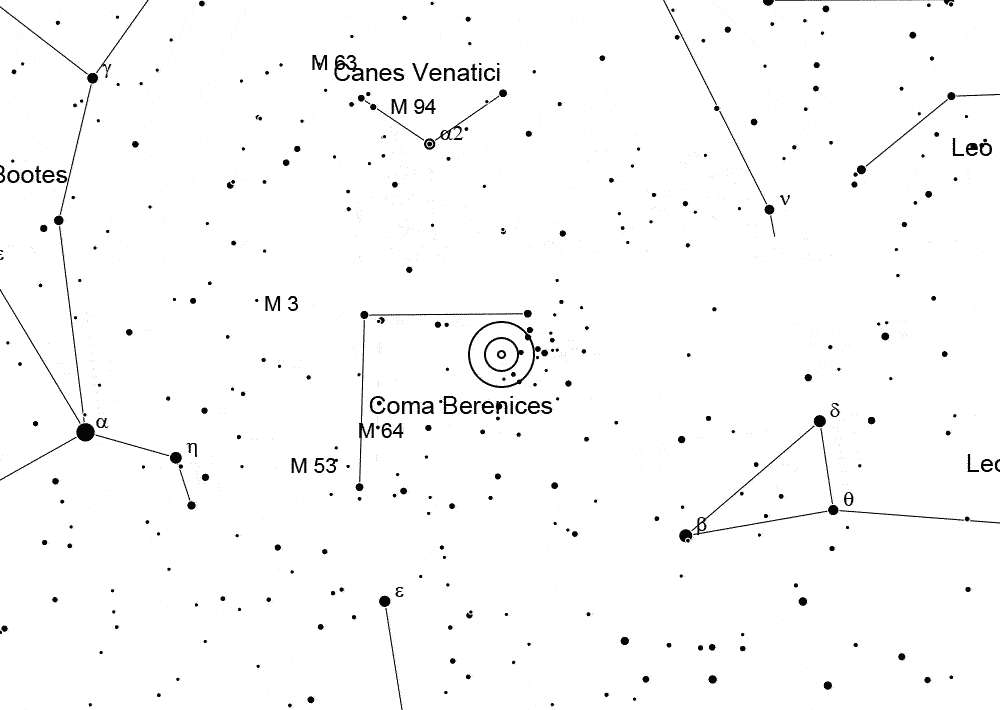 M 63
γ
Canes Venatici
M 94
α2
Leo
Bootes
ν
ε
M 3
Coma Berenices
α
δ
M 64
η
M 53
Leo
θ
β
ε